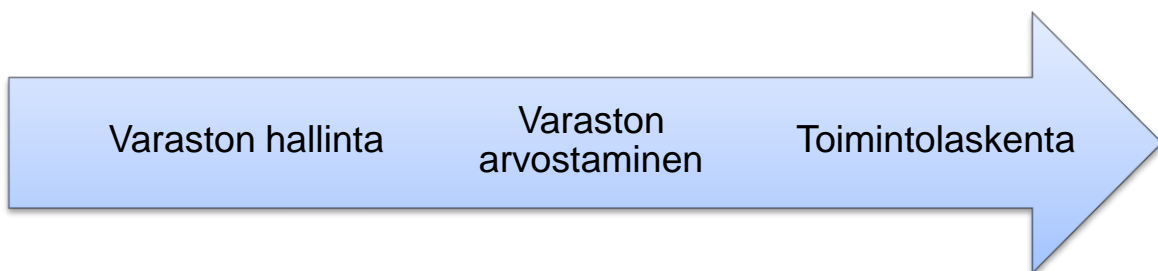 Varaston hallinta
Varaston
arvostaminen
Toimintolaskenta